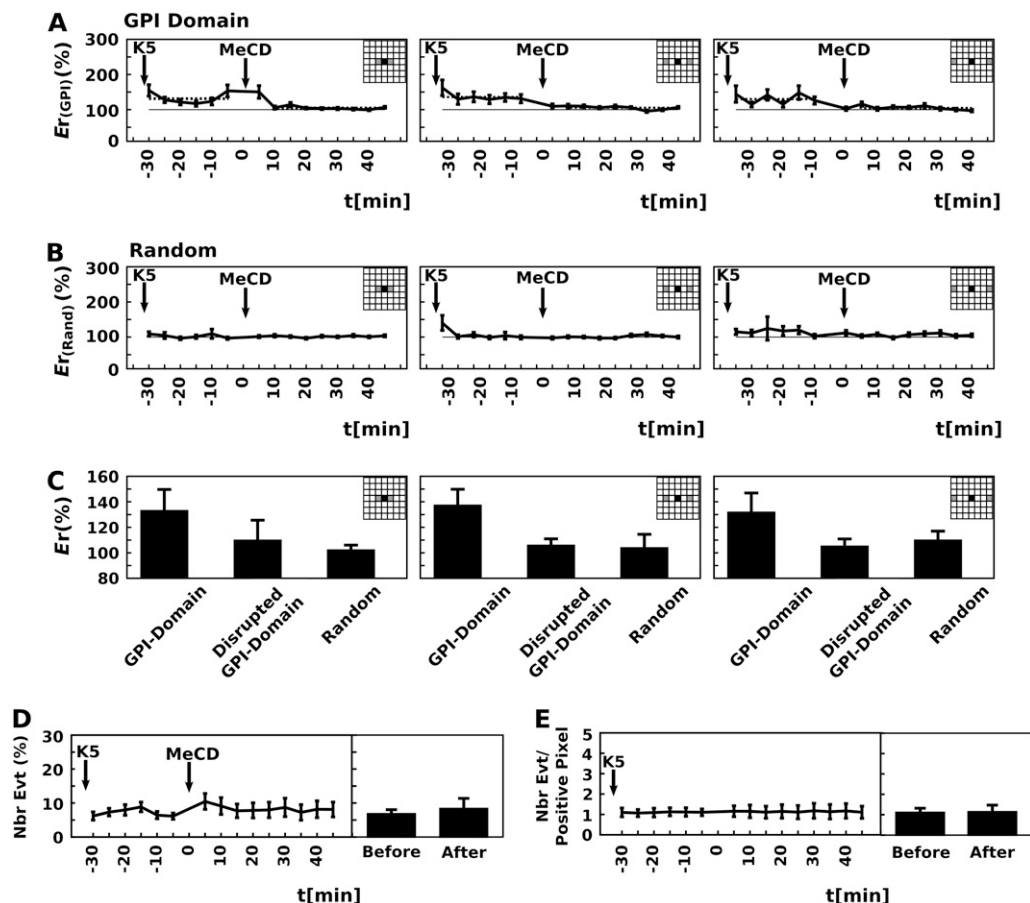 A GPI Domain
Er(GPI) (%)
300
200
100
0
K5 MeCD
K5 MeCD
K5 MeCD
-30 -20 -10 0 10 20 30 40
-30 -20 -10 0 10 20 30 40
-30 -20 -10 0 10 20 30 40
t[min] t[min] t[min]
B Random
Er(Rand) (%)
300
200
100
0
K5 MeCD
K5 MeCD
K5 MeCD
-30 -20 -10 0 10 20 30 40
-30 -20 -10 0 10 20 30 40
-30 -20 -10 0 10 20 30 40
t[min] t[min] t[min]
C
Er(%)
160
140
120
100
80
GPI-Domain
Disrupted
GPI-Domain
Random
GPI-Domain
Disrupted
GPI-Domain
Random
GPI-Domain
Disrupted
GPI-Domain
Random
D
Nbr Evt (%)
30
20
10
0
K5 MeCD
-30 -20 -10 0 10 20 30 40
t[min]
Before After
E
Nbr Evt/
Positive Pixel
5
4
3
2
1
0
K5
-30 -20 -10 0 10 20 30 40
t[min]
Before After